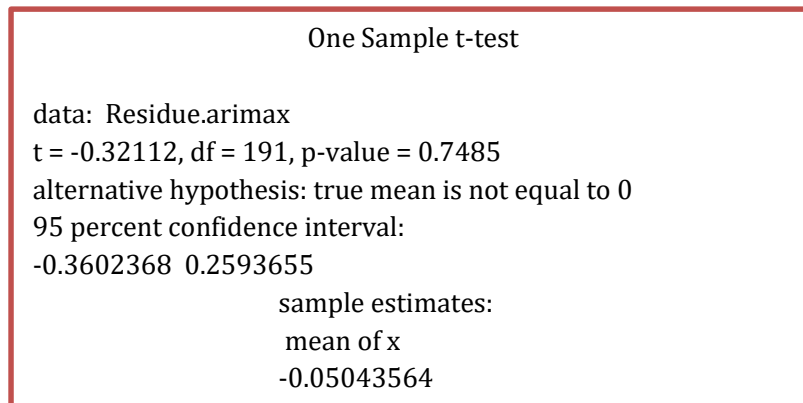 One Sample t-test
data: Residue.arimax
t = -0.32112, df = 191, p-value = 0.7485
alternative hypothesis: true mean is not equal to 0
95 percent confidence interval:
-0.3602368 0.2593655
sample estimates:
mean of x
-0.05043564